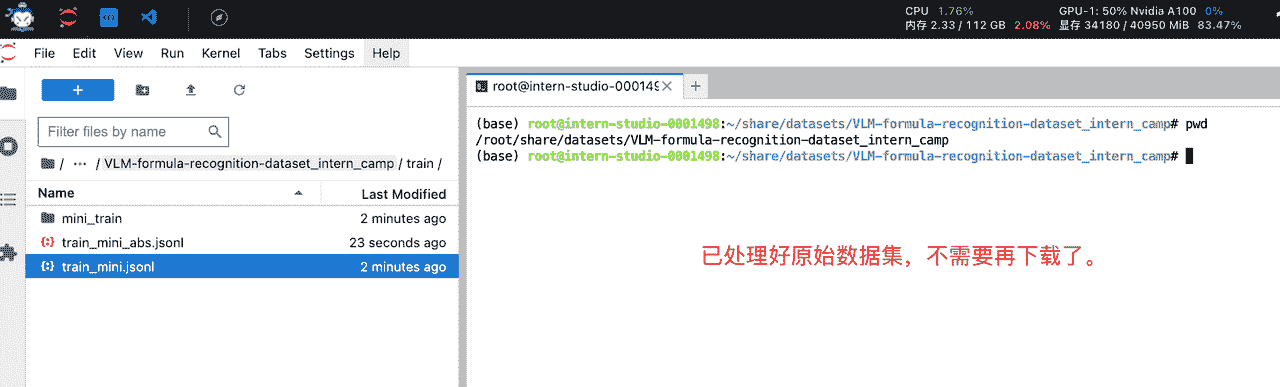 CPU 1.76%
GPU-1: 50% Nvidia A100 0%
内存 2.33 / 112 GB 2.08%
显存 34180 / 40950 MiB 83.47%
File Edit View Run Kernel Tabs Settings Help
+
Filter files by name
/ ··· / VLM-formula-recognition-dataset_intern_camp / train /
Name Last Modified
mini_train 2 minutes ago
train_mini_abs.jsonl 23 seconds ago
train_mini.jsonl 2 minutes ago
root@intern-studio-000149
(base) root@intern-studio-0001498:~/share/datasets/VLM-formula-recognition-dataset_intern_camp# pwd
/root/share/datasets/VLM-formula-recognition-dataset_intern_camp
(base) root@intern-studio-0001498:~/share/datasets/VLM-formula-recognition-dataset_intern_camp#
已处理好原始数据集，不需要再下载了。